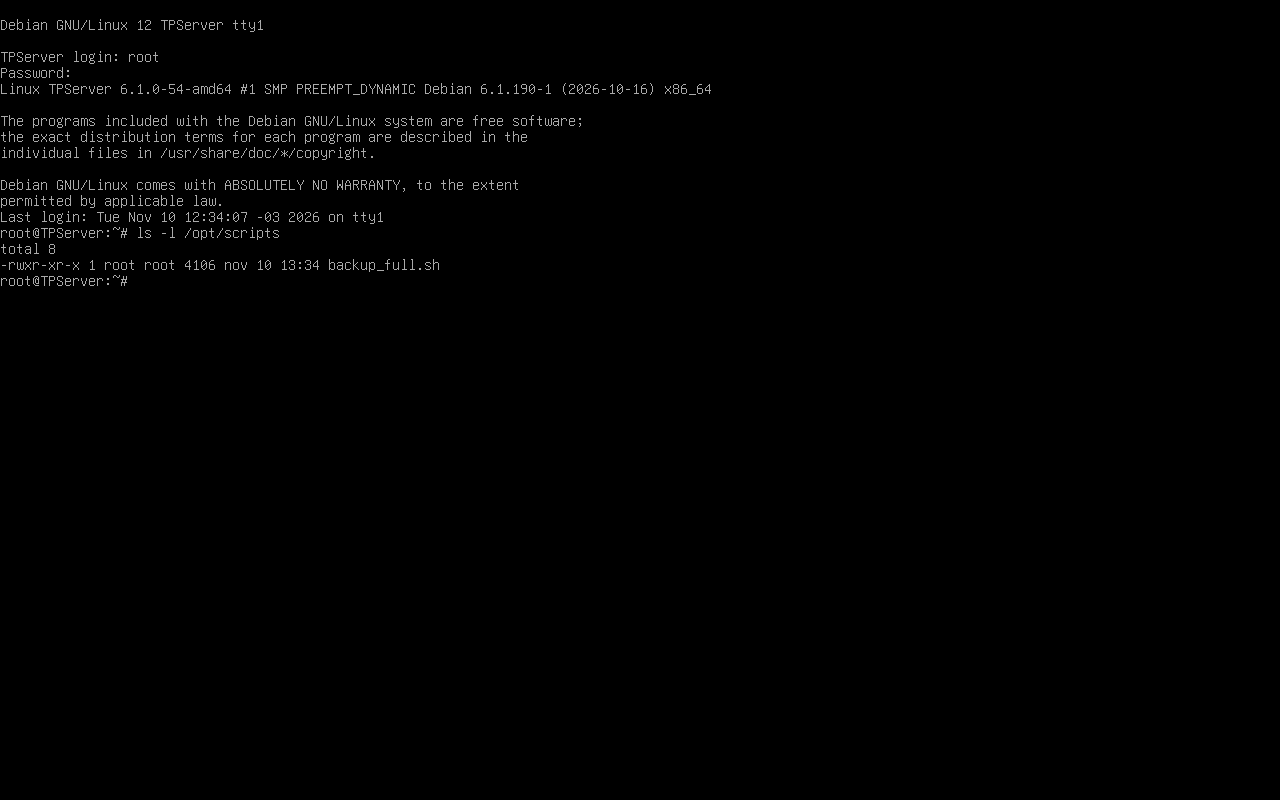 Debian GNU/Linux 12 TPServer tty1
TPServer login: root
Password:
Linux TPServer 6.1.0-54-amd64 #1 SMP PREEMPT_DYNAMIC Debian 6.1.190-1 (2026-10-16) x86_64
The programs included with the Debian GNU/Linux system are free software;
the exact distribution terms for each program are described in the
individual files in /usr/share/doc/*/copyright.
Debian GNU/Linux comes with ABSOLUTELY NO WARRANTY, to the extent
permitted by applicable law.
Last login: Tue Nov 10 12:34:07 -03 2026 on tty1
root@TPServer:~# ls -l /opt/scripts
total 8
-rwxr-xr-x 1 root root 4106 nov 10 13:34 backup_full.sh
root@TPServer:~#